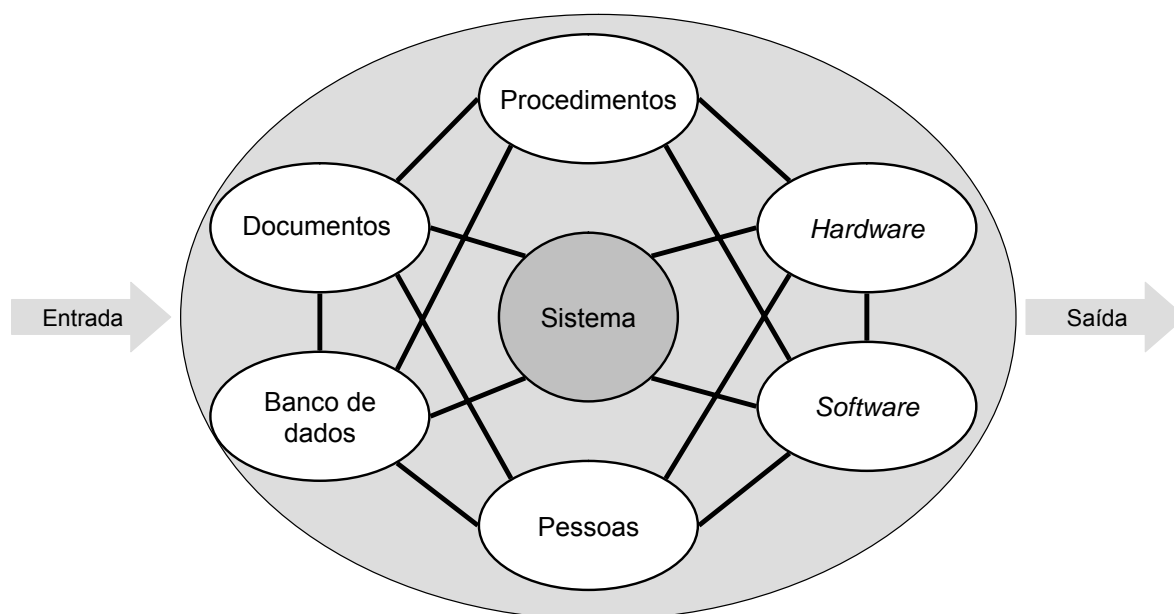 Procedimentos
Documentos
Hardware
Entrada
Sistema
Saída
Banco de
dados
Software
Pessoas